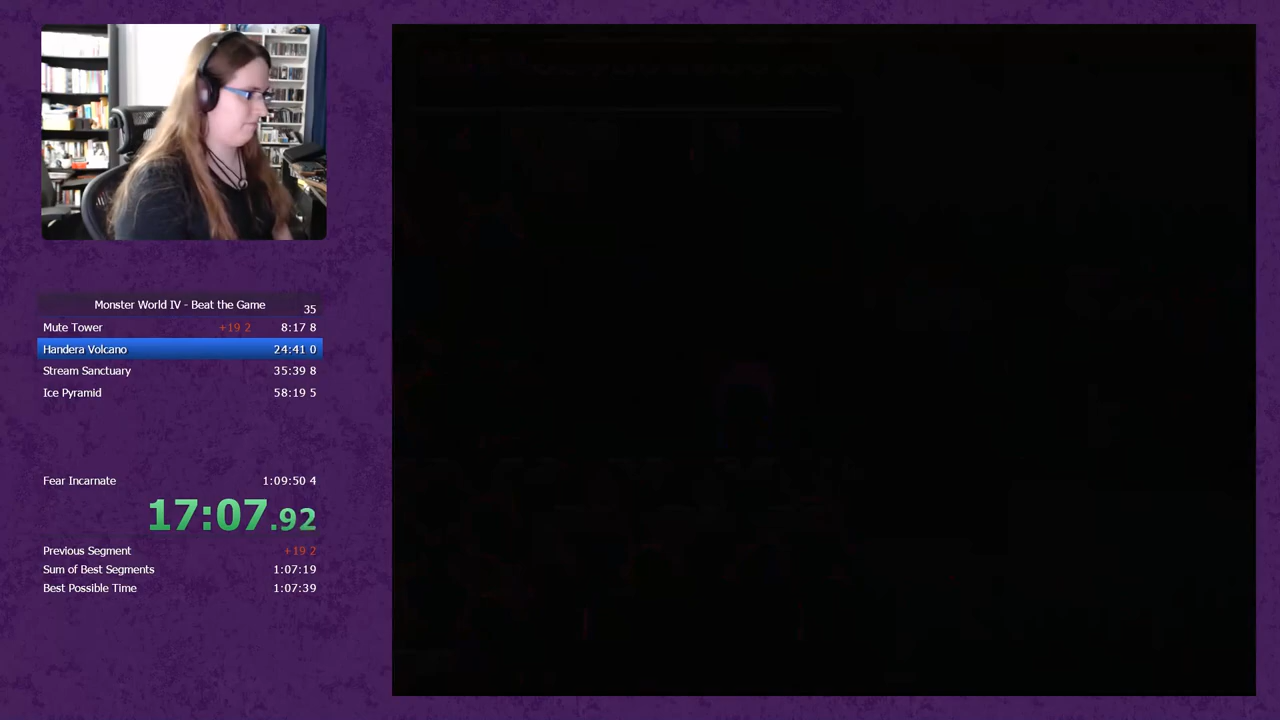 Monster World IV - Beat the Game
35
Mute Tower +19 2 8:17 8
Handera Volcano 24:41 0
Stream Sanctuary 35:39 8
Ice Pyramid 58:19 5
Fear Incarnate 1:09:50 4
17:07.92
Previous Segment +19 2
Sum of Best Segments 1:07:19
Best Possible Time 1:07:39